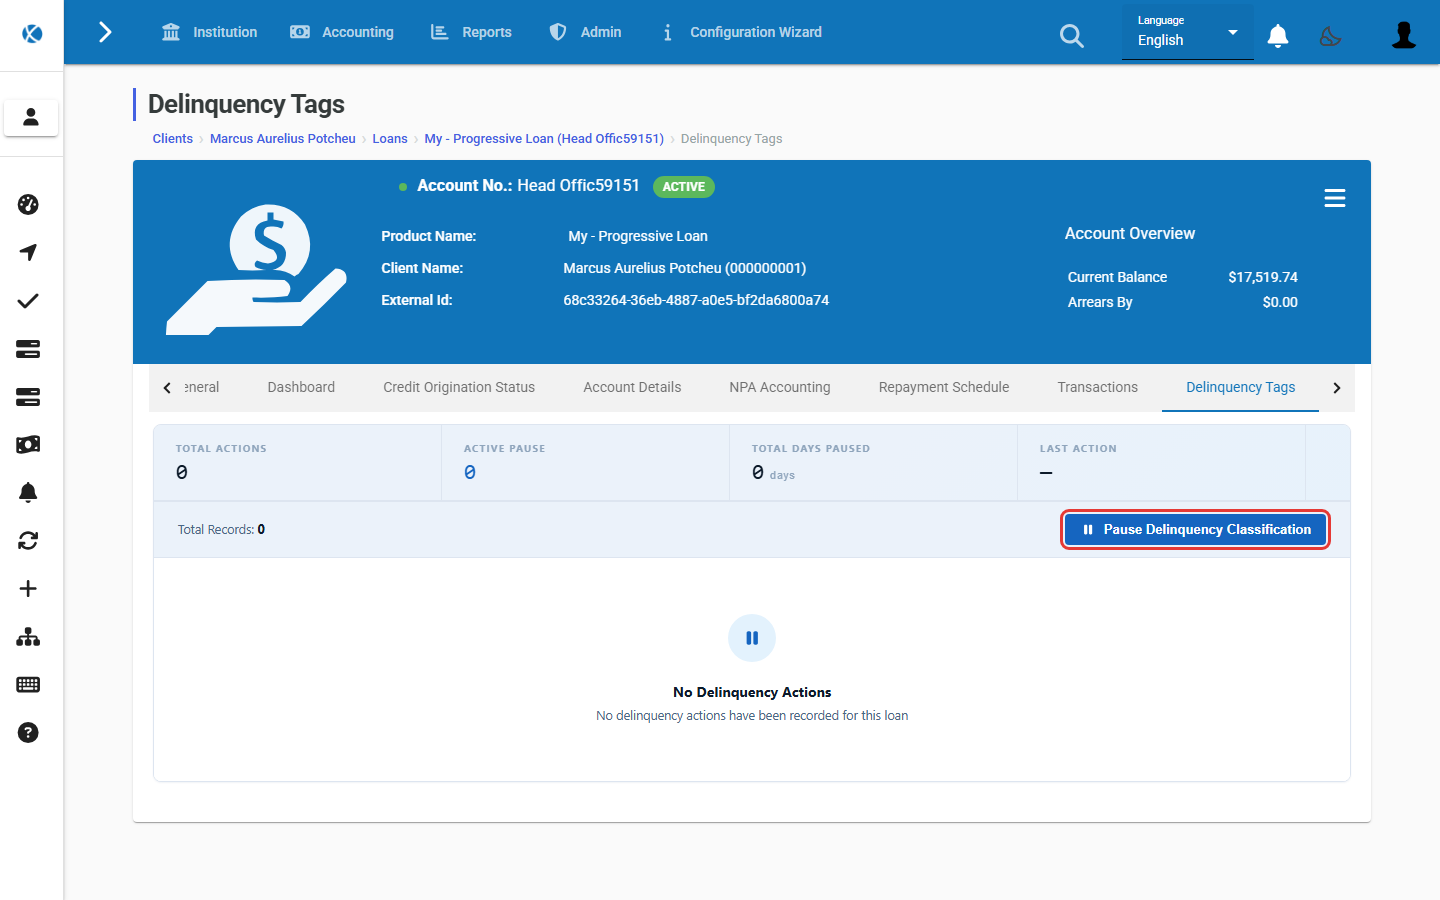 Institution
Accounting
Reports
Admin
Configuration Wizard
Language
English
Delinquency Tags
Clients › Marcus Aurelius Potcheu › Loans › My - Progressive Loan (Head Offic59151) › Delinquency Tags
Account No.: Head Offic59151 ACTIVE
Product Name: My - Progressive Loan
Client Name: Marcus Aurelius Potcheu (000000001)
External Id: 68c33264-36eb-4887-a0e5-bf2da6800a74
Account Overview
Current Balance $17,519.74
Arrears By $0.00
eneral
Dashboard
Credit Origination Status
Account Details
NPA Accounting
Repayment Schedule
Transactions
Delinquency Tags
TOTAL ACTIONS
0
ACTIVE PAUSE
0
TOTAL DAYS PAUSED
0 days
LAST ACTION
—
Total Records: 0
Pause Delinquency Classification
No Delinquency Actions
No delinquency actions have been recorded for this loan